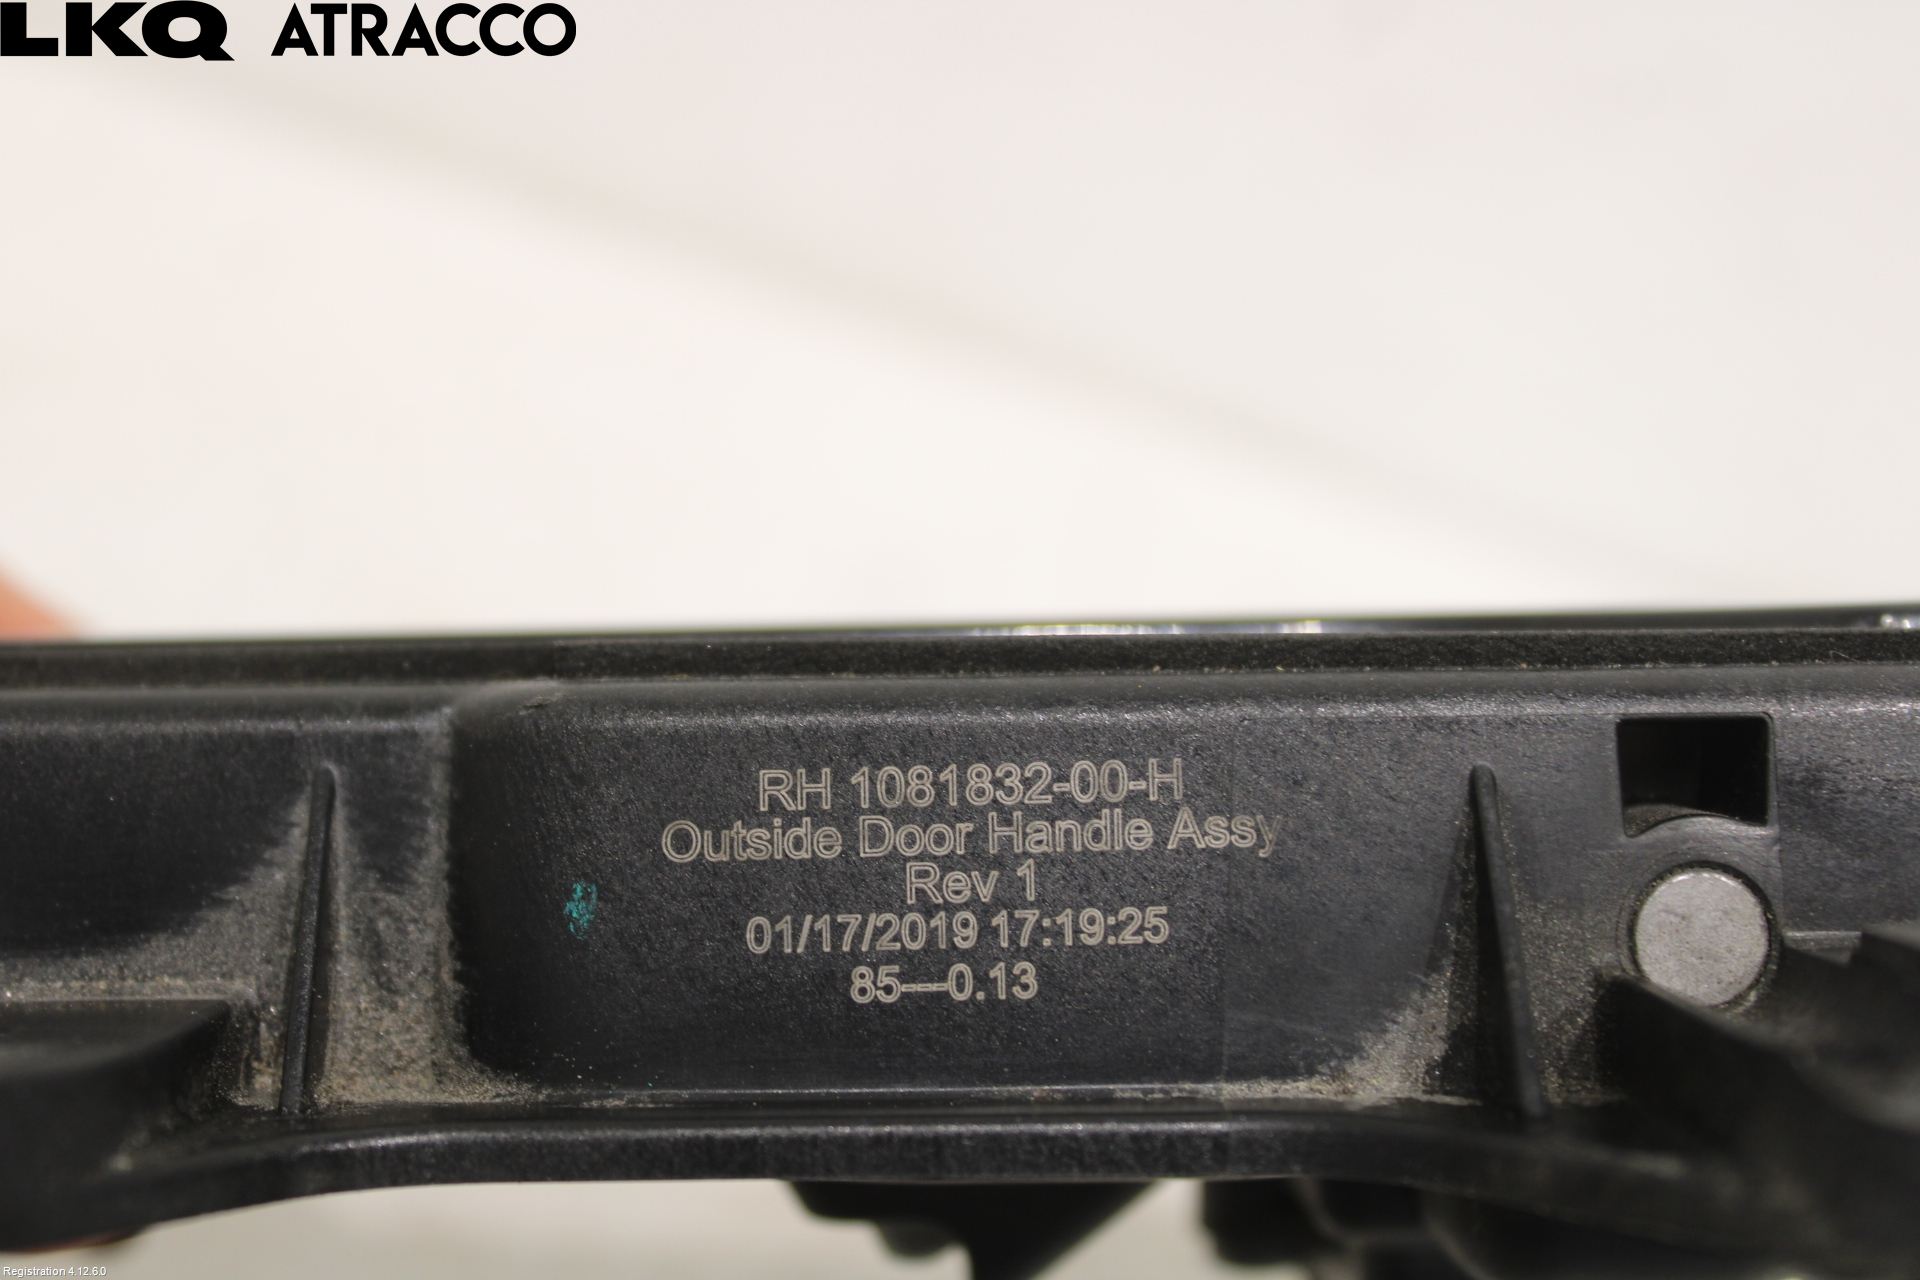 LKQ ATRACCO
RH 1081832-00-H
Outside Door Handle Assy
Rev 1
01/17/2019 17:19:25
85---0.13
Registration 4.12.6.0